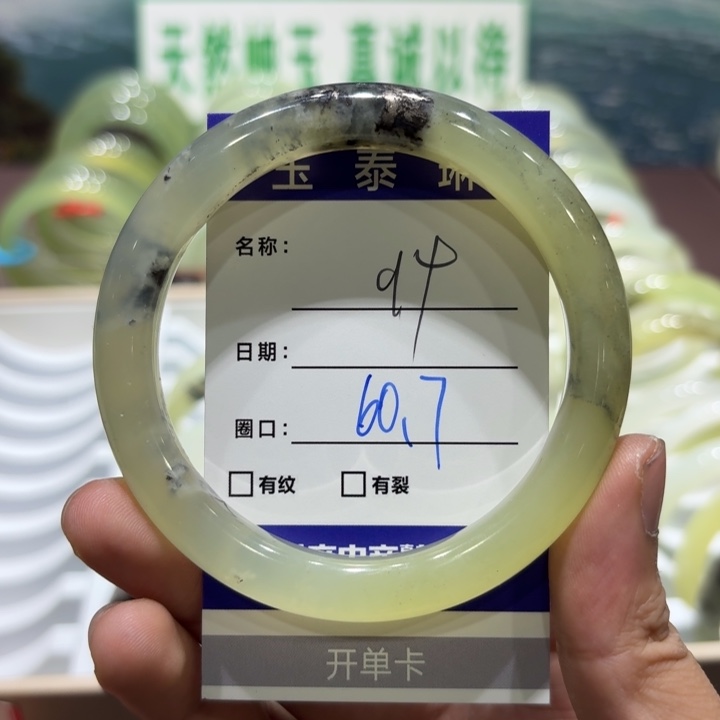 天然岫玉 真诚以待
玉泰琳
名称: 94
日期:
圈口: 60.7
□有纹 □有裂
开单卡